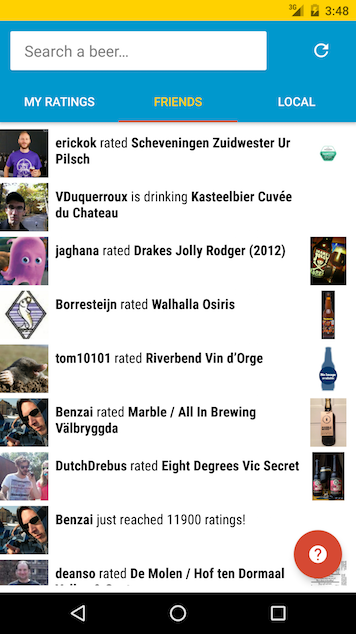 3G 3:48
Search a beer...
MY RATINGS FRIENDS LOCAL
erickok rated Scheveningen Zuidwester Ur
Pilsch
VDuquerroux is drinking Kasteelbier Cuvée
du Chateau
jaghana rated Drakes Jolly Rodger (2012)
Borresteijn rated Walhalla Osiris
tom10101 rated Riverbend Vin d'Orge
Benzai rated Marble / All In Brewing
Välbryggda
DutchDrebus rated Eight Degrees Vic Secret
Benzai just reached 11900 ratings!
deanso rated De Molen / Hof ten Dormaal
?